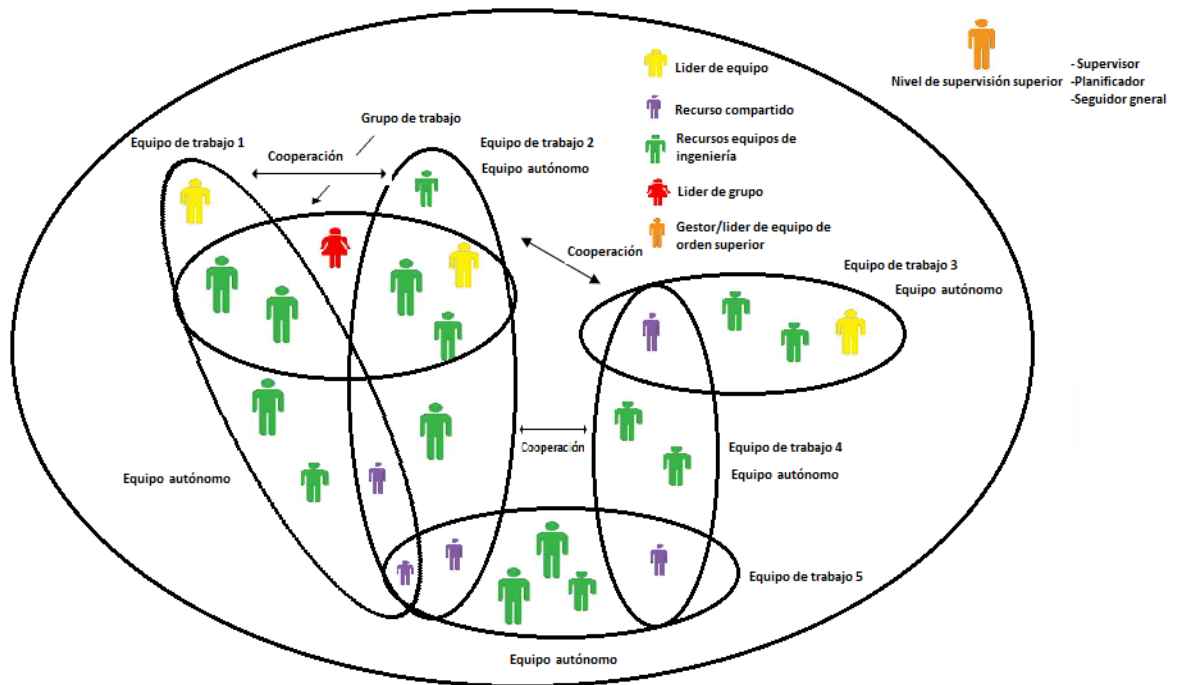 Nivel de supervisión superior
- Supervisor
-Planificador
-Seguidor gneral
Lider de equipo
Recurso compartido
Recursos equipos de
ingeniería
Lider de grupo
Gestor/lider de equipo de
orden superior
Grupo de trabajo
Equipo de trabajo 1
Cooperación
Equipo de trabajo 2
Equipo autónomo
Cooperación
Equipo de trabajo 3
Equipo autónomo
Cooperación
Equipo de trabajo 4
Equipo autónomo
Equipo autónomo
Equipo de trabajo 5
Equipo autónomo